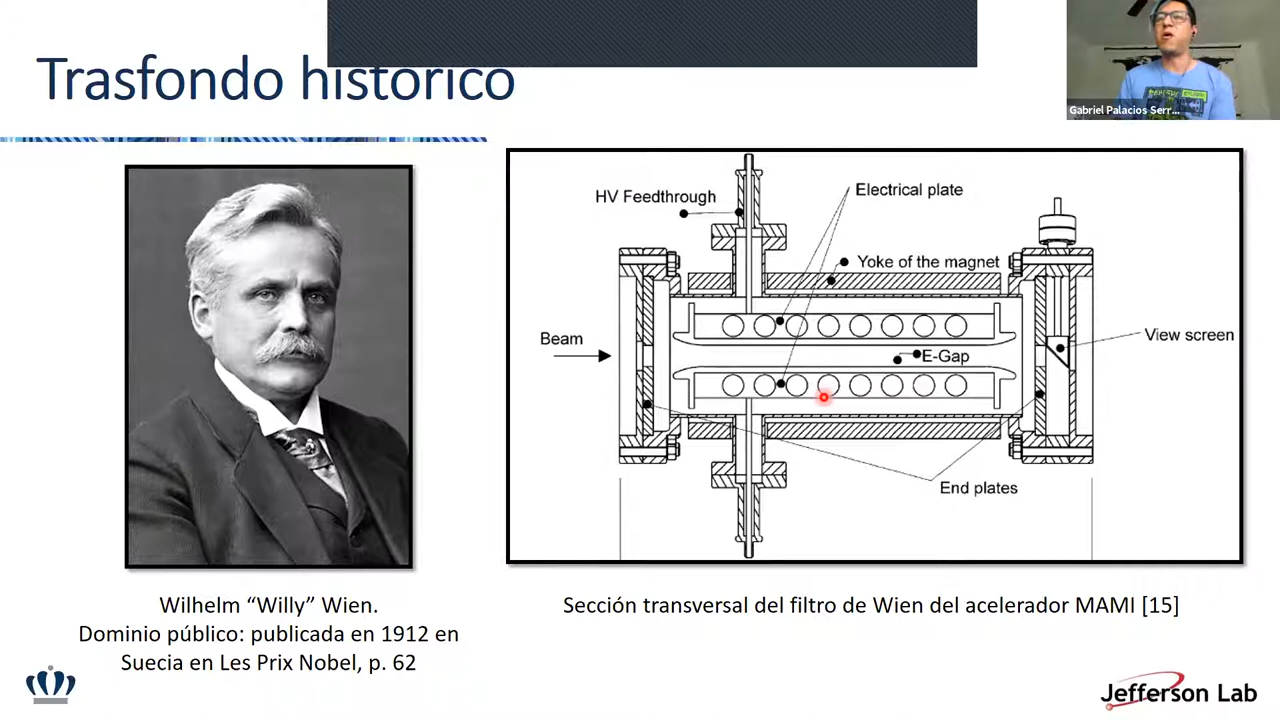 Trasfondo histórico
Gabriel Palacios Serr...
HV Feedthrough
Electrical plate
Yoke of the magnet
Beam
E-Gap
View screen
End plates
Wilhelm “Willy” Wien.
Dominio público: publicada en 1912 en
Suecia en Les Prix Nobel, p. 62
Sección transversal del filtro de Wien del acelerador MAMI [15]
Jefferson Lab